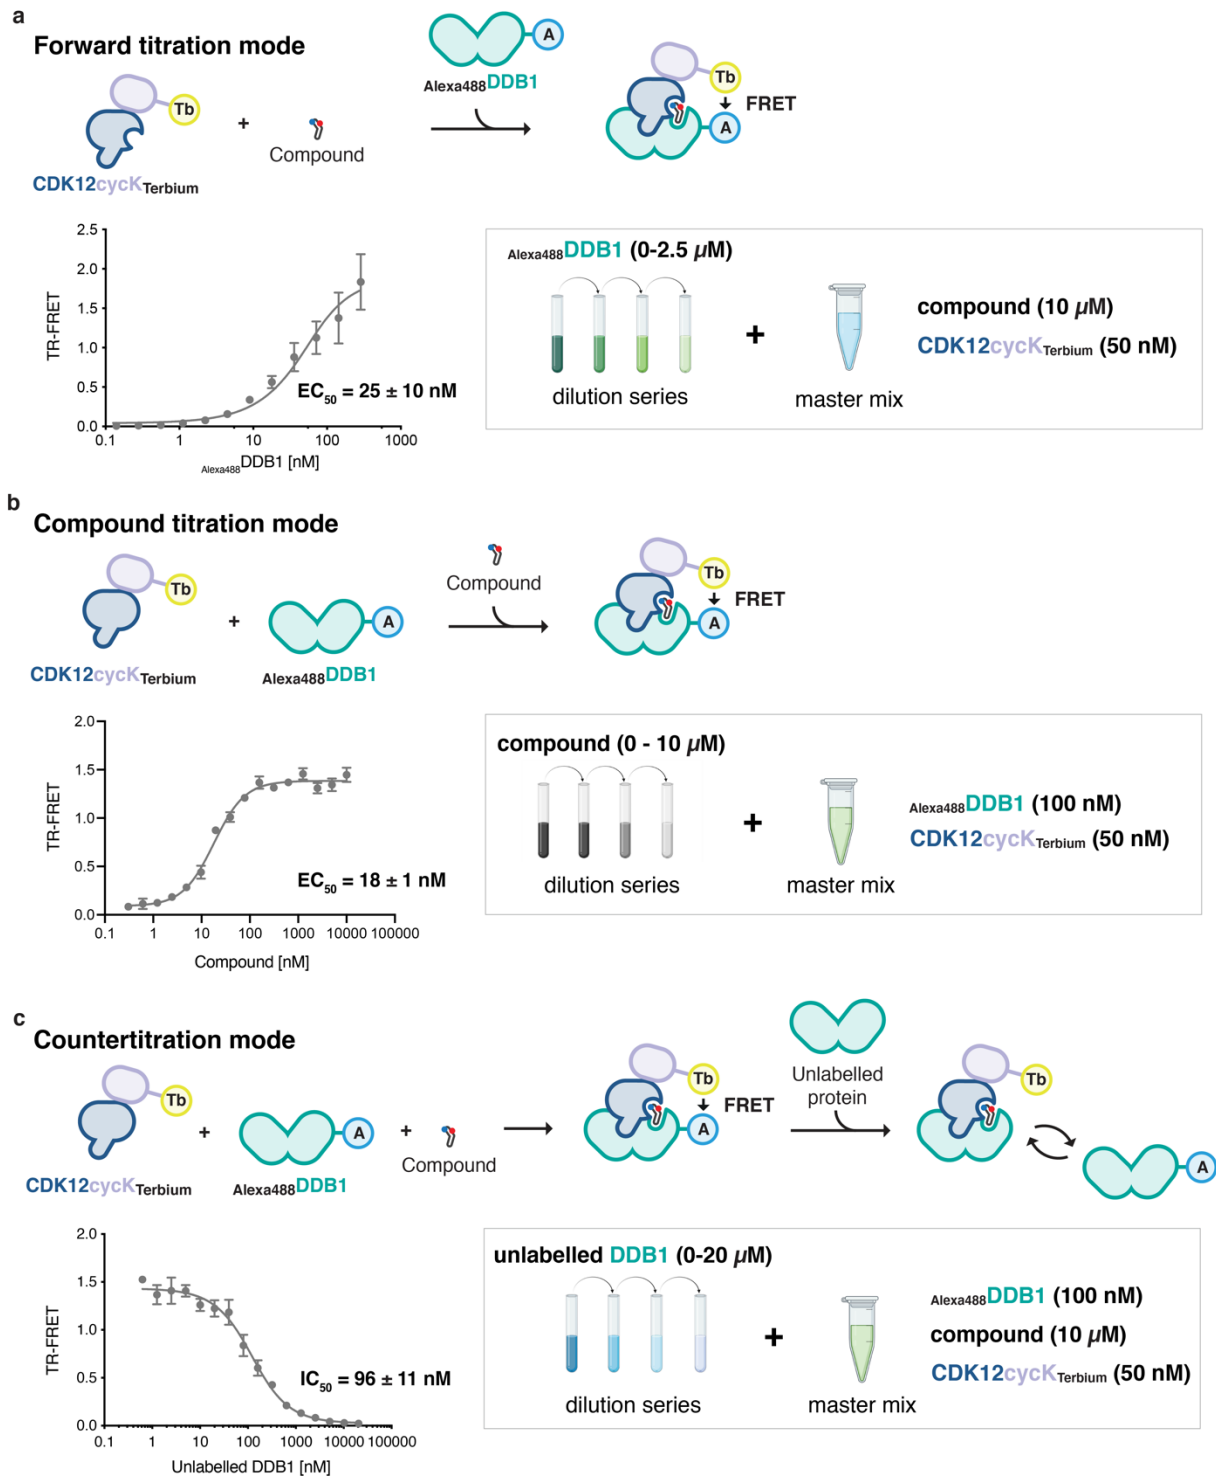 a
Forward titration mode
Tb
CDK12cycKTerbium
+
Compound
A
Alexa488DDB1
Tb
FRET
A
2.5
2.0
1.5
1.0
0.5
0.0
TR-FRET
EC50 = 25 ± 10 nM
0.1 1 10 100 1000
Alexa488DDB1 [nM]
Alexa488DDB1 (0-2.5 µM)
dilution series
+
master mix
compound (10 µM)
CDK12cycKTerbium (50 nM)
b
Compound titration mode
Tb
CDK12cycKTerbium
+
A
Alexa488DDB1
Compound
Tb
FRET
A
2.0
1.5
1.0
0.5
0.0
TR-FRET
EC50 = 18 ± 1 nM
0.1 1 10 100 1000 10000 100000
Compound [nM]
compound (0 - 10 µM)
dilution series
+
master mix
Alexa488DDB1 (100 nM)
CDK12cycKTerbium (50 nM)
c
Countertitration mode
Tb
CDK12cycKTerbium
+
A
Alexa488DDB1
+
Compound
Tb
FRET
A
Unlabelled
protein
Tb
A
2.0
1.5
1.0
0.5
0.0
TR-FRET
IC50 = 96 ± 11 nM
0.1 1 10 100 1000 10000 100000
Unlabelled DDB1 [nM]
unlabelled DDB1 (0-20 µM)
dilution series
+
master mix
Alexa488DDB1 (100 nM)
compound (10 µM)
CDK12cycKTerbium (50 nM)